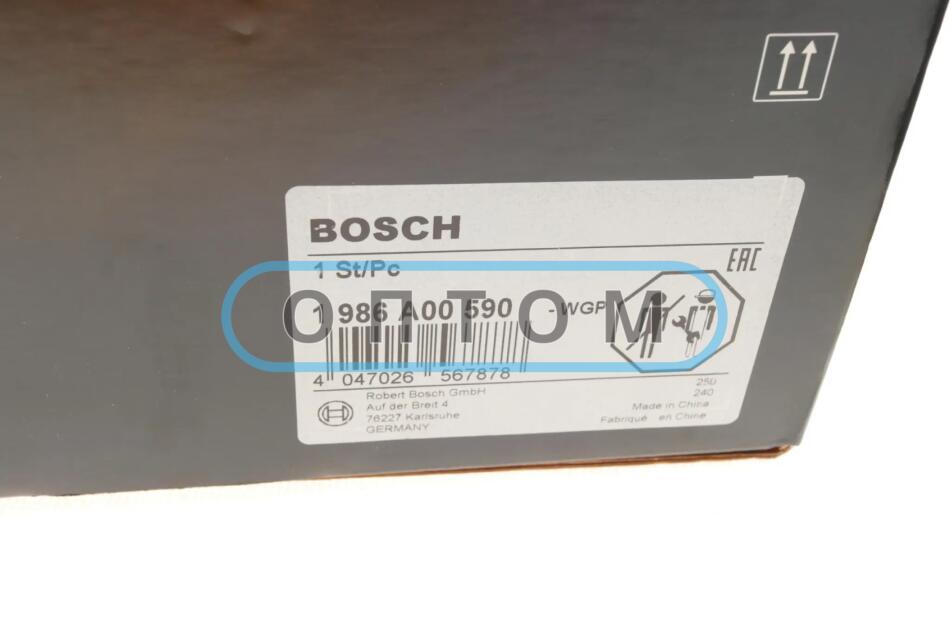 BOSCH
EAC
1 St/Pc
1 986 A00 590 - WGP
ОПТОМ
4 047026 567878
Robert Bosch GmbH
Auf der Breit 4
76227 Karlsruhe
GERMANY
250
240
Made in China
Fabriqué en Chine